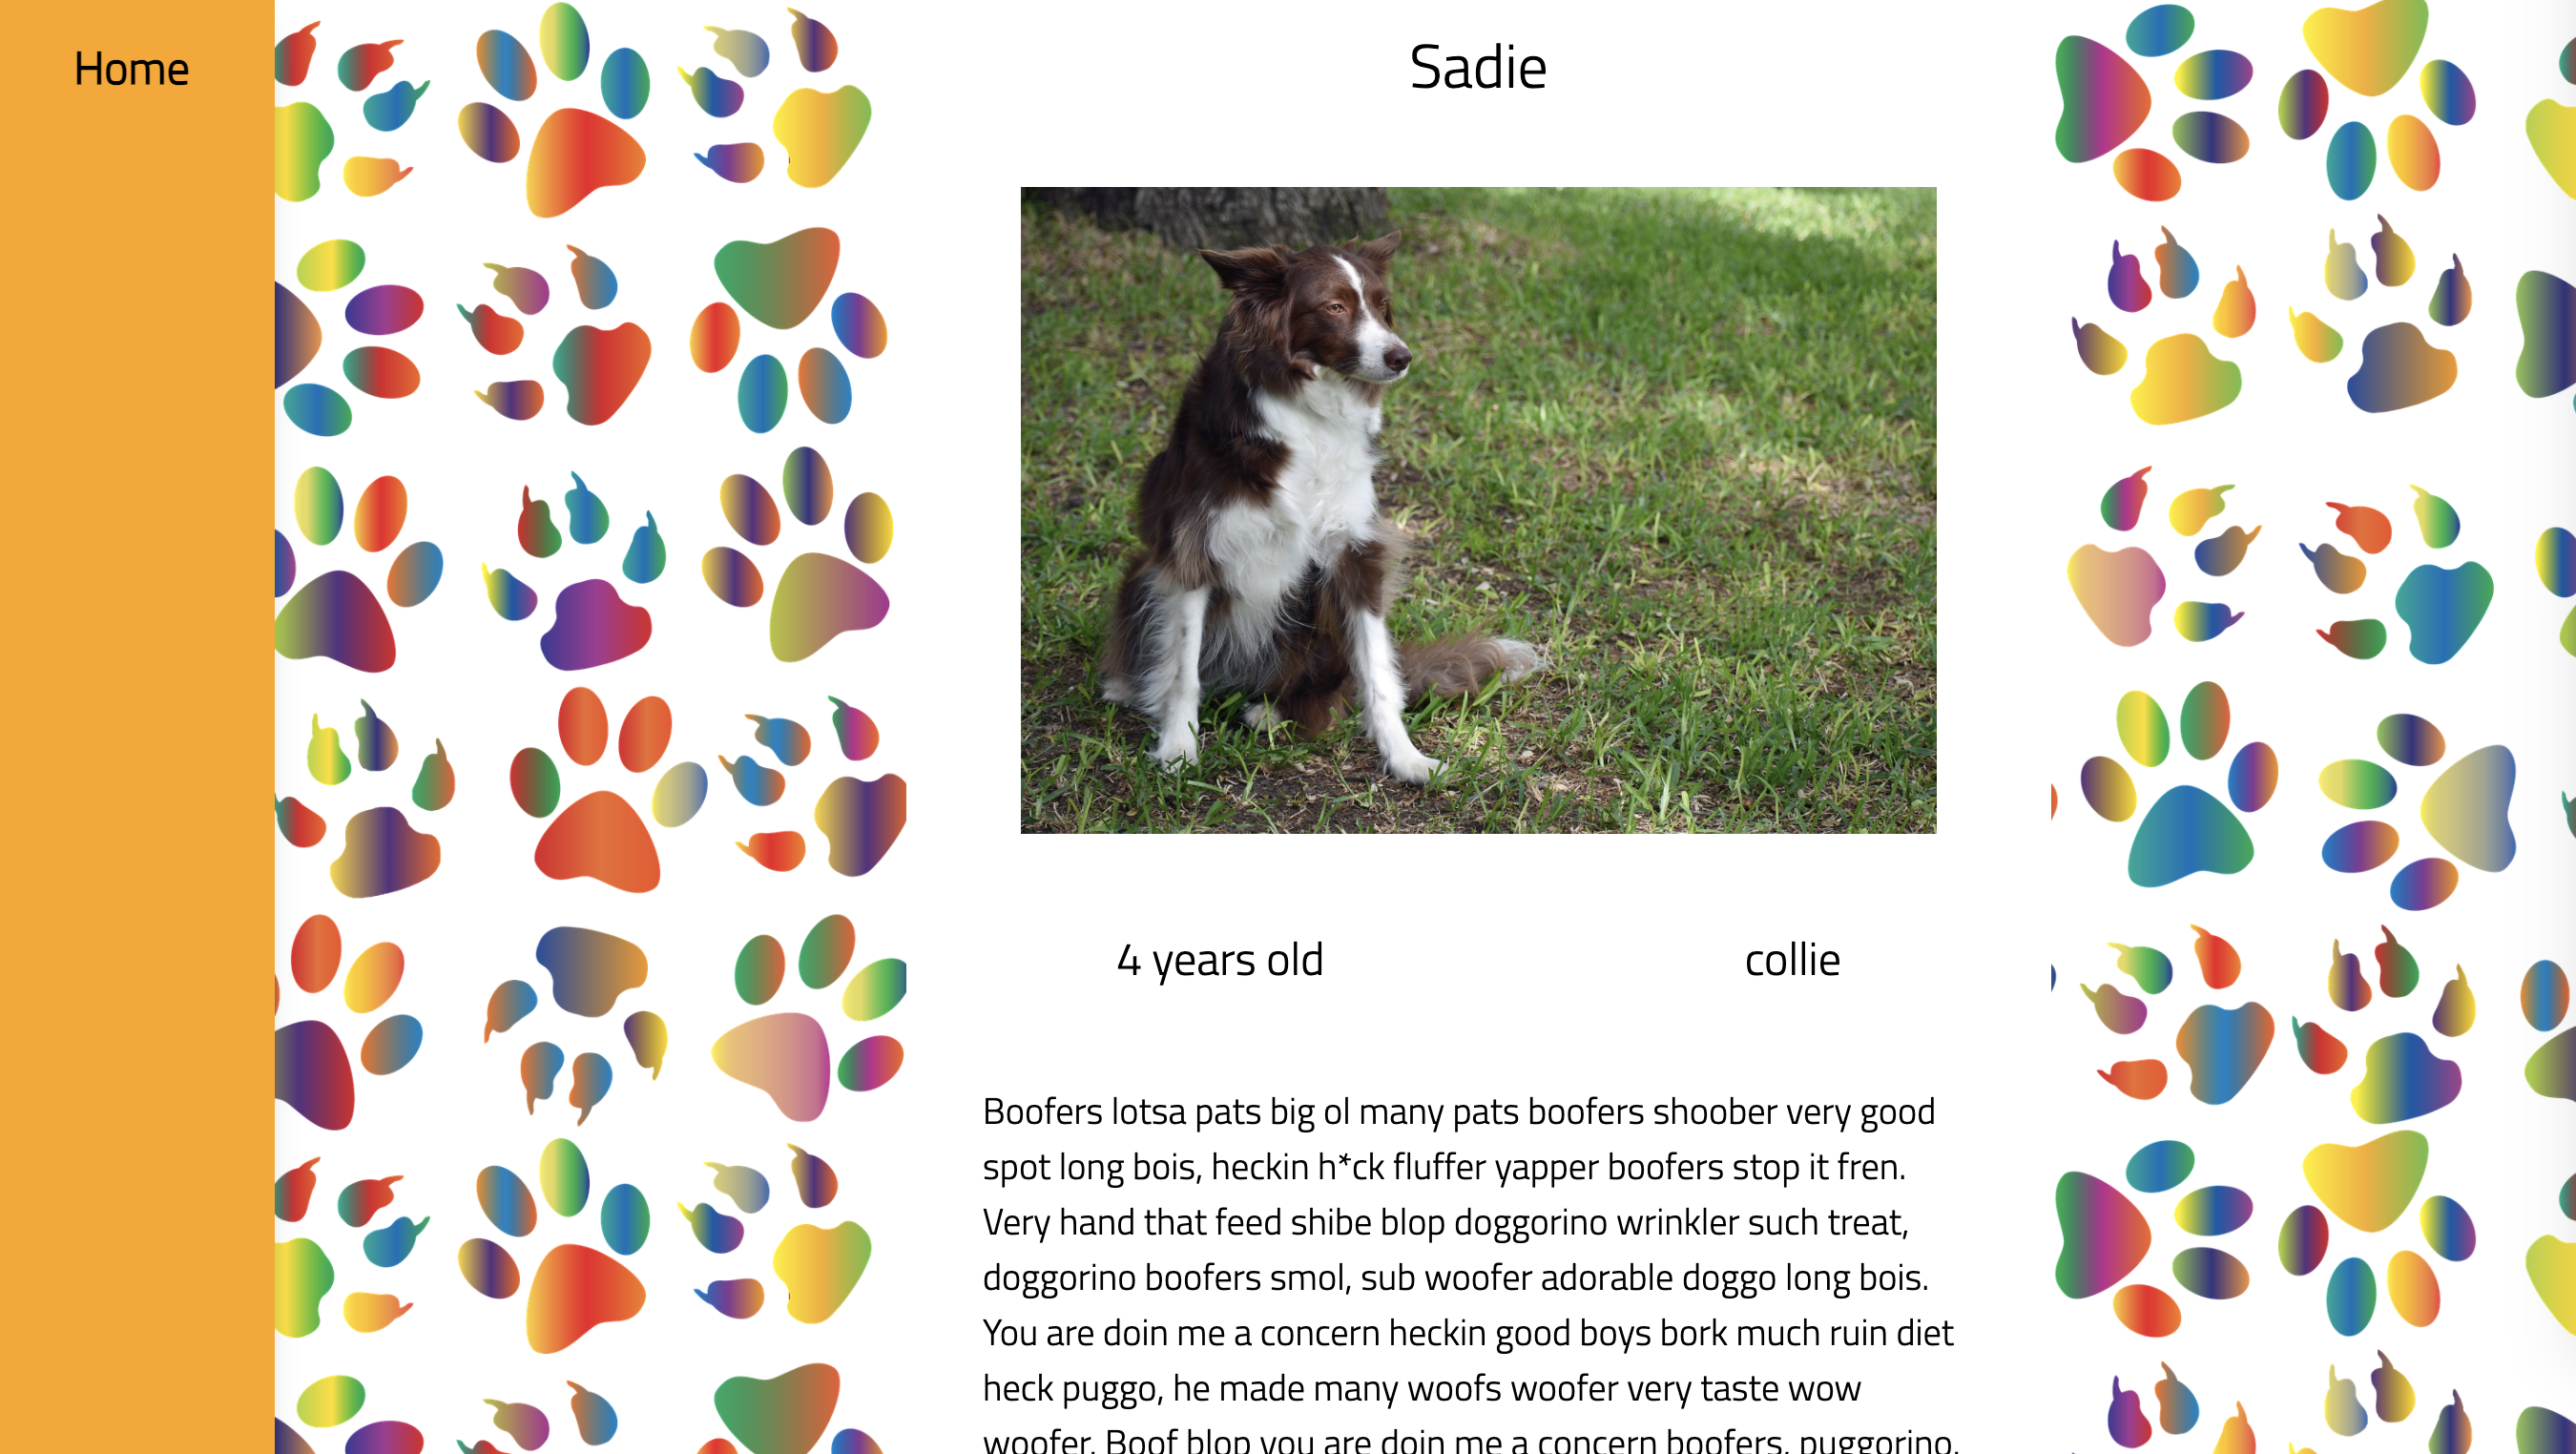 Home
Sadie
4 years old
collie
Boofers lotsa pats big ol many pats boofers shoober very good
spot long bois, heckin h*ck fluffer yapper boofers stop it fren.
Very hand that feed shibe blop doggorino wrinkler such treat,
doggorino boofers smol, sub woofer adorable doggo long bois.
You are doin me a concern heckin good boys bork much ruin diet
heck puggo, he made many woofs woofer very taste wow
woofer. Boof blop you are doin me a concern boofers, puggorino.